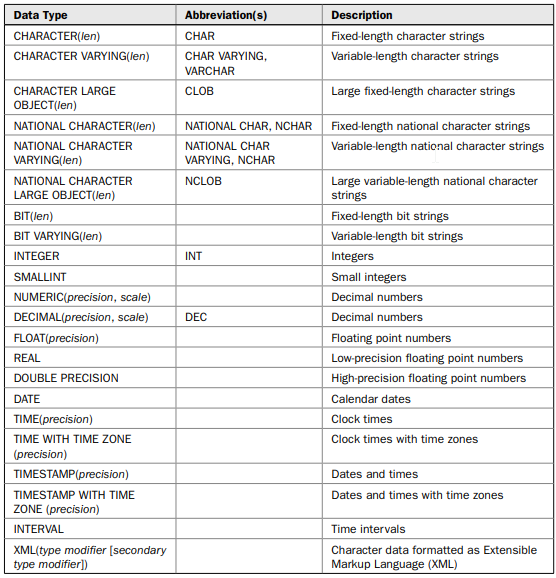 Data Type Abbreviation(s) Description
CHARACTER(len) CHAR Fixed-length character strings
CHARACTER VARYING(len) CHAR VARYING, Variable-length character strings
VARCHAR
CHARACTER LARGE CLOB Large fixed-length character strings
OBJECT(len)
NATIONAL CHARACTER(len) NATIONAL CHAR, NCHAR Fixed-length national character strings
NATIONAL CHARACTER NATIONAL CHAR Variable-length national character strings
VARYING(len) VARYING, NCHAR
NATIONAL CHARACTER NCLOB Large variable-length national character
LARGE OBJECT(len) strings
BIT(len) Fixed-length bit strings
BIT VARYING(len) Variable-length bit strings
INTEGER INT Integers
SMALLINT Small integers
NUMERIC(precision, scale) Decimal numbers
DECIMAL(precision, scale) DEC Decimal numbers
FLOAT(precision) Floating point numbers
REAL Low-precision floating point numbers
DOUBLE PRECISION High-precision floating point numbers
DATE Calendar dates
TIME(precision) Clock times
TIME WITH TIME ZONE Clock times with time zones
(precision)
TIMESTAMP(precision) Dates and times
TIMESTAMP WITH TIME Dates and times with time zones
ZONE (precision)
INTERVAL Time intervals
XML(type modifier [secondary Character data formatted as Extensible
type modifier]) Markup Language (XML)